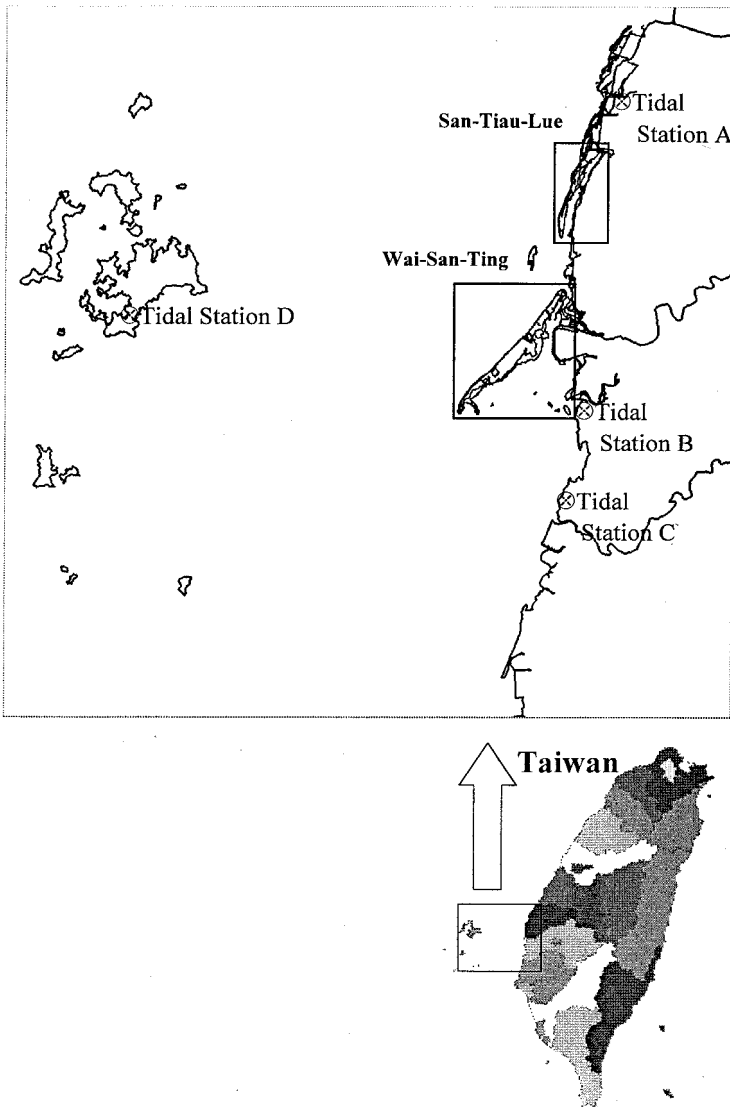 Tidal
Station A
San-Tiau-Lue
Wai-San-Ting
Tidal Station D
Tidal
Station B
Tidal
Station C
Taiwan